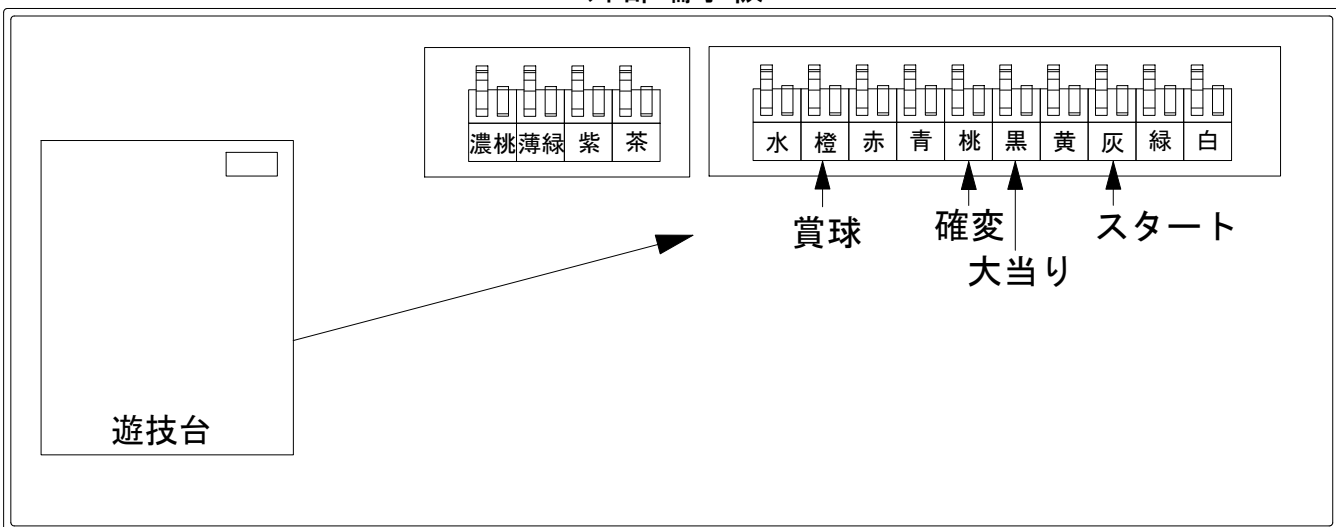 濃桃 薄緑 紫 茶
水 橙 赤 青 桃 黒 黄 灰 緑 白
賞球 確変 スタート
大当り
遊技台